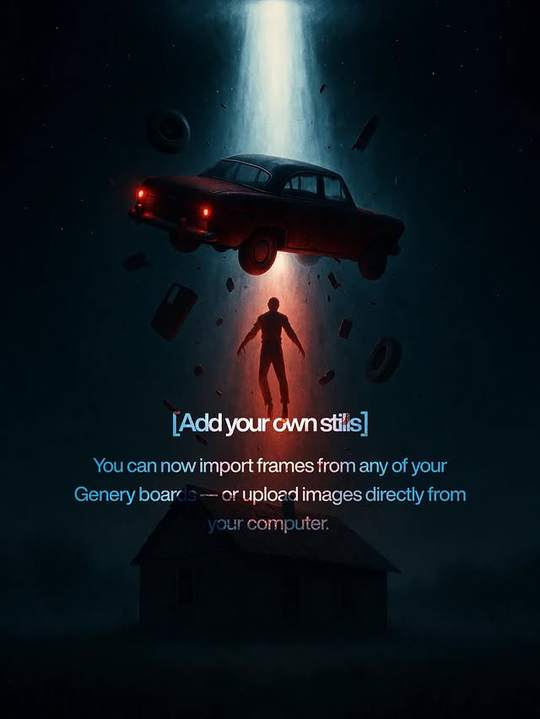 [Add your own stills]
You can now import frames from any of your
Genery boards — or upload images directly from
your computer.